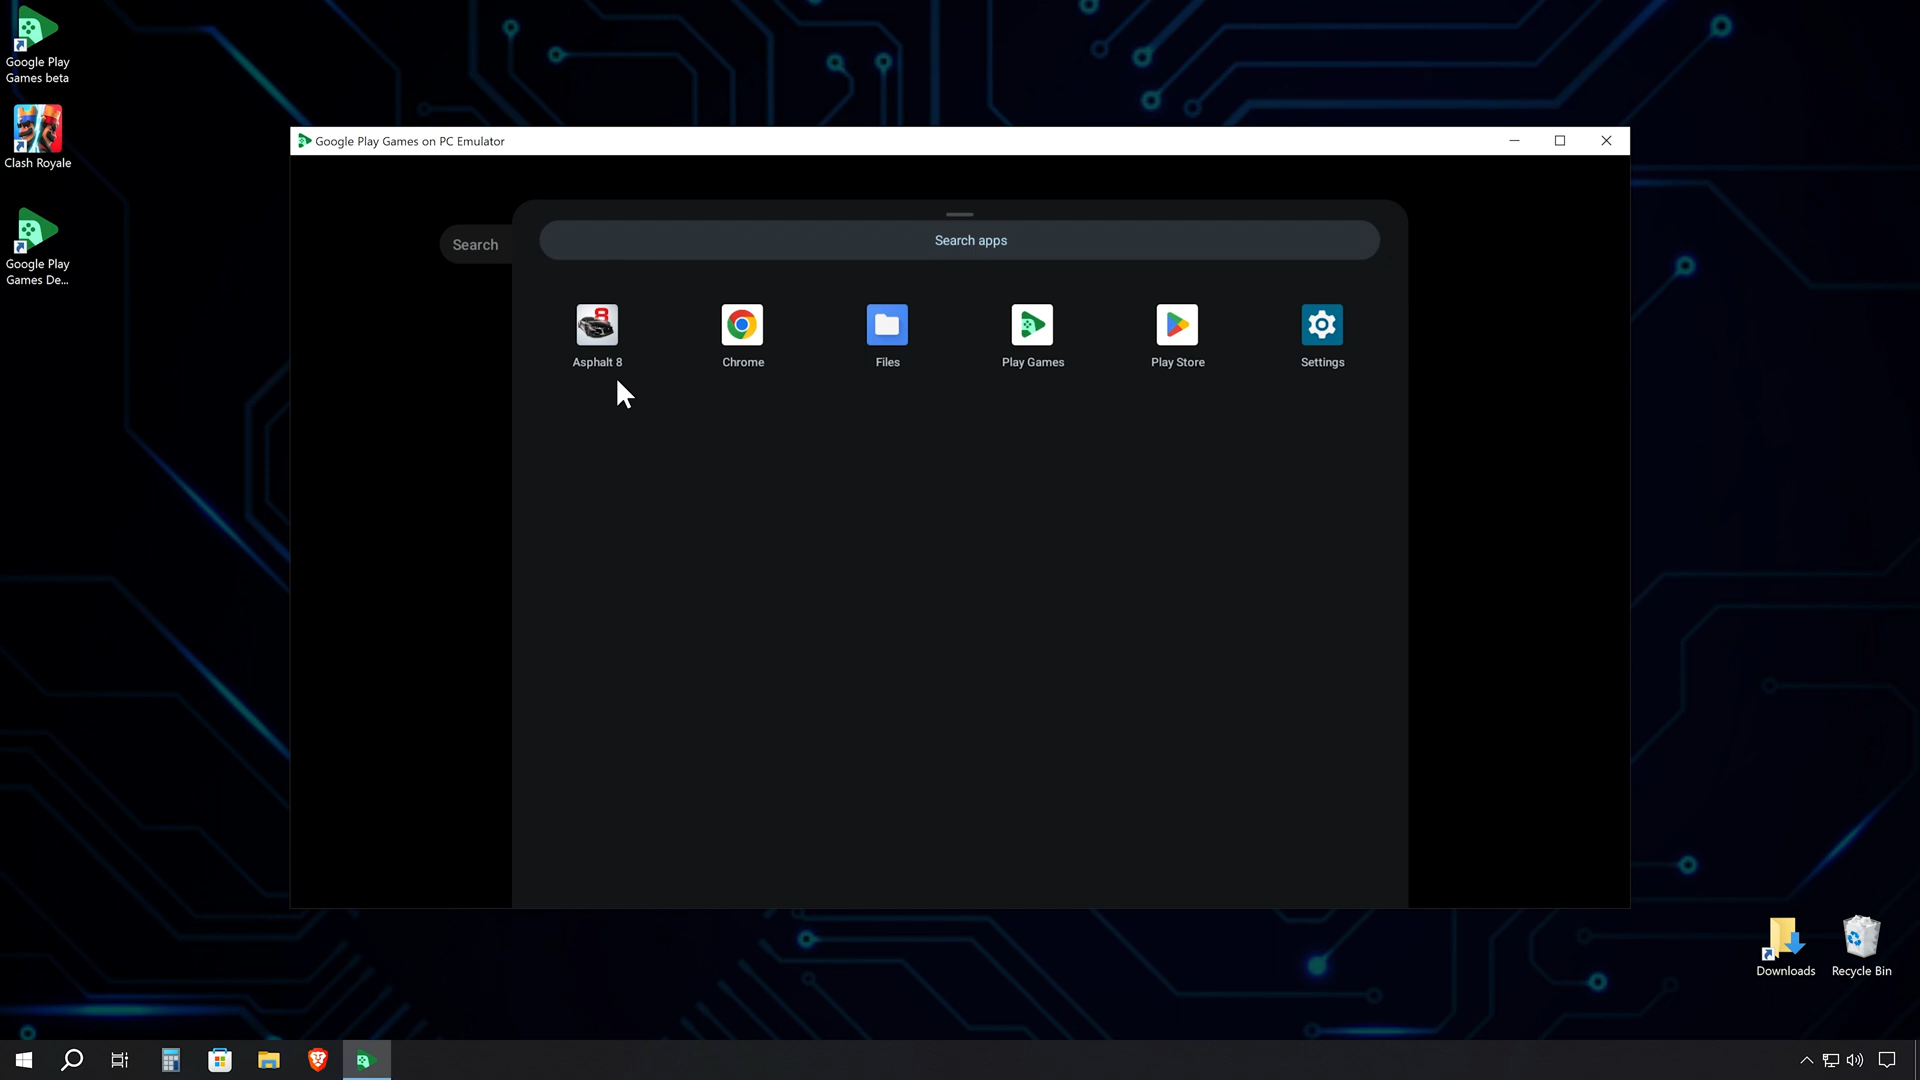 Google Play
Games beta
Clash Royale
Google Play
Games De...
Google Play Games on PC Emulator
Search
Search apps
8
Asphalt 8
Chrome
Files
Play Games
Play Store
Settings
Downloads
Recycle Bin